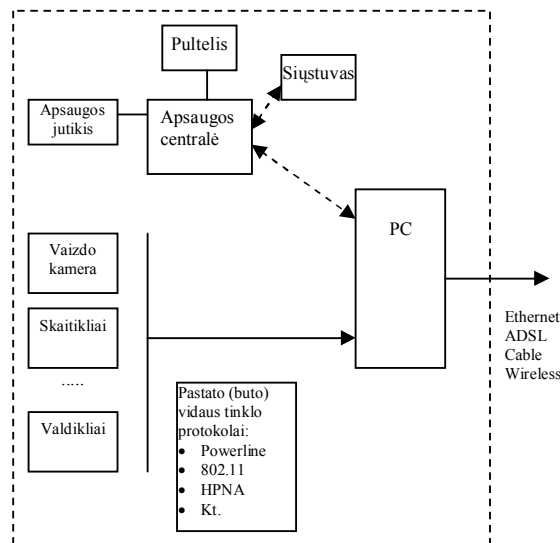 Pultelis
Siųstuvas
Apsaugos
jutikis
Apsaugos
centralė
PC
Vaizdo
kamera
Skaitikliai
.....
Valdikliai
Ethernet
ADSL
Cable
Wireless
Pastato (buto)
vidaus tinklo
protokolai:
• Powerline
• 802.11
• HPNA
• Kt.